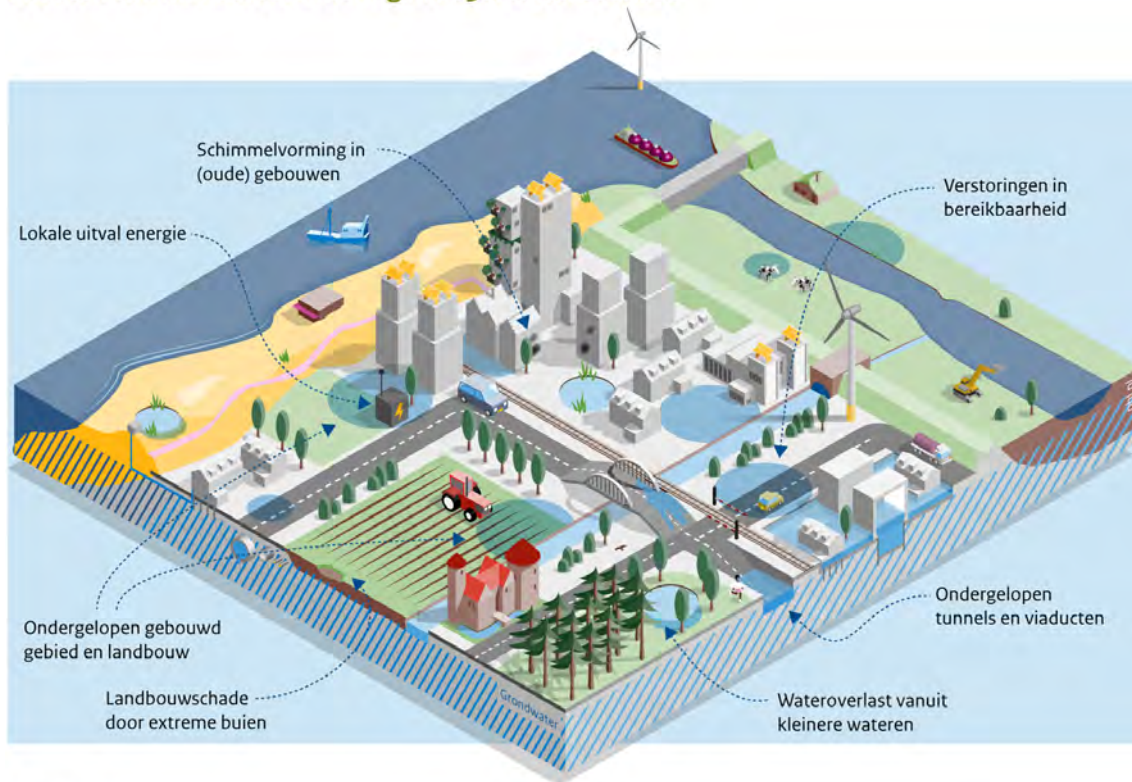 Schimmelvorming in
(oude) gebouwen
Verstoringen in
bereikbaarheid
Lokale uitval energie
Ondergelopen gebouwd
gebied en landbouw
Ondergelopen
tunnels en viaducten
Landbouwschade
door extreme buien
Wateroverlast vanuit
kleinere wateren
Grondwater